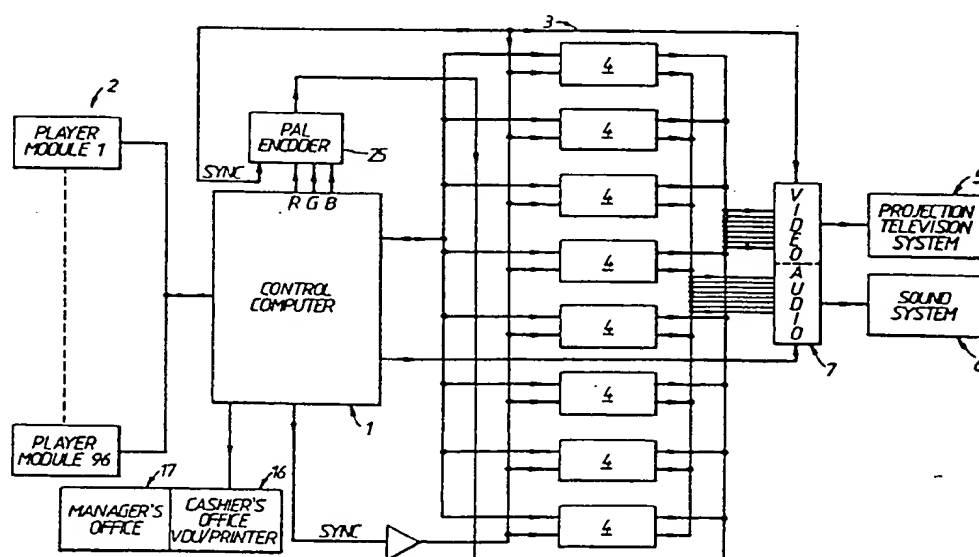 3
2
PLAYER
MODULE 1
PAL
ENCODER
25
SYNC
R G B
CONTROL
COMPUTER
1
PLAYER
MODULE 96
17
16
MANAGER'S
OFFICE
CASHIER'S
OFFICE
VDU/PRINTER
SYNC
4
4
4
4
4
4
4
4
VIDEO
AUDIO
7
5
PROJECTION
TELEVISION
SYSTEM
SOUND
SYSTEM
6